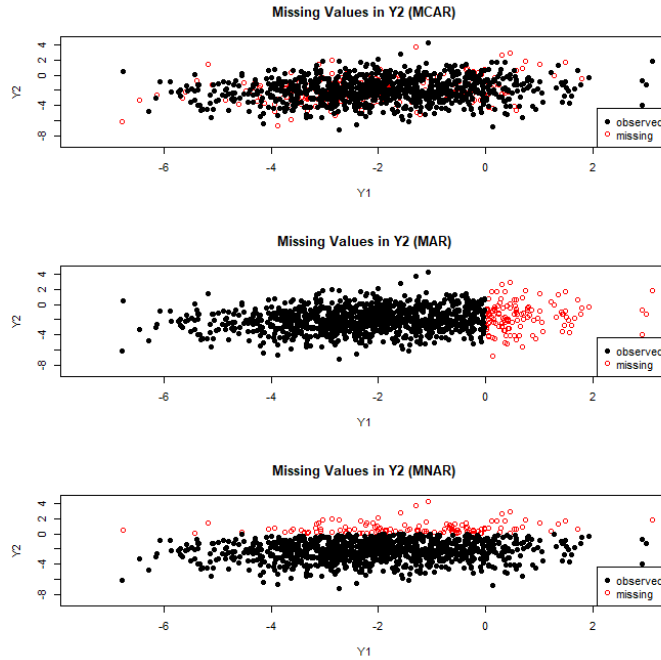 Missing Values in Y2 (MCAR)
4
2
0
-4
-8
Y2
-6
-4
-2
0
2
Y1
observed
missing
Missing Values in Y2 (MAR)
4
2
0
-4
-8
Y2
-6
-4
-2
0
2
Y1
observed
missing
Missing Values in Y2 (MNAR)
4
2
0
-4
-8
Y2
-6
-4
-2
0
2
Y1
observed
missing